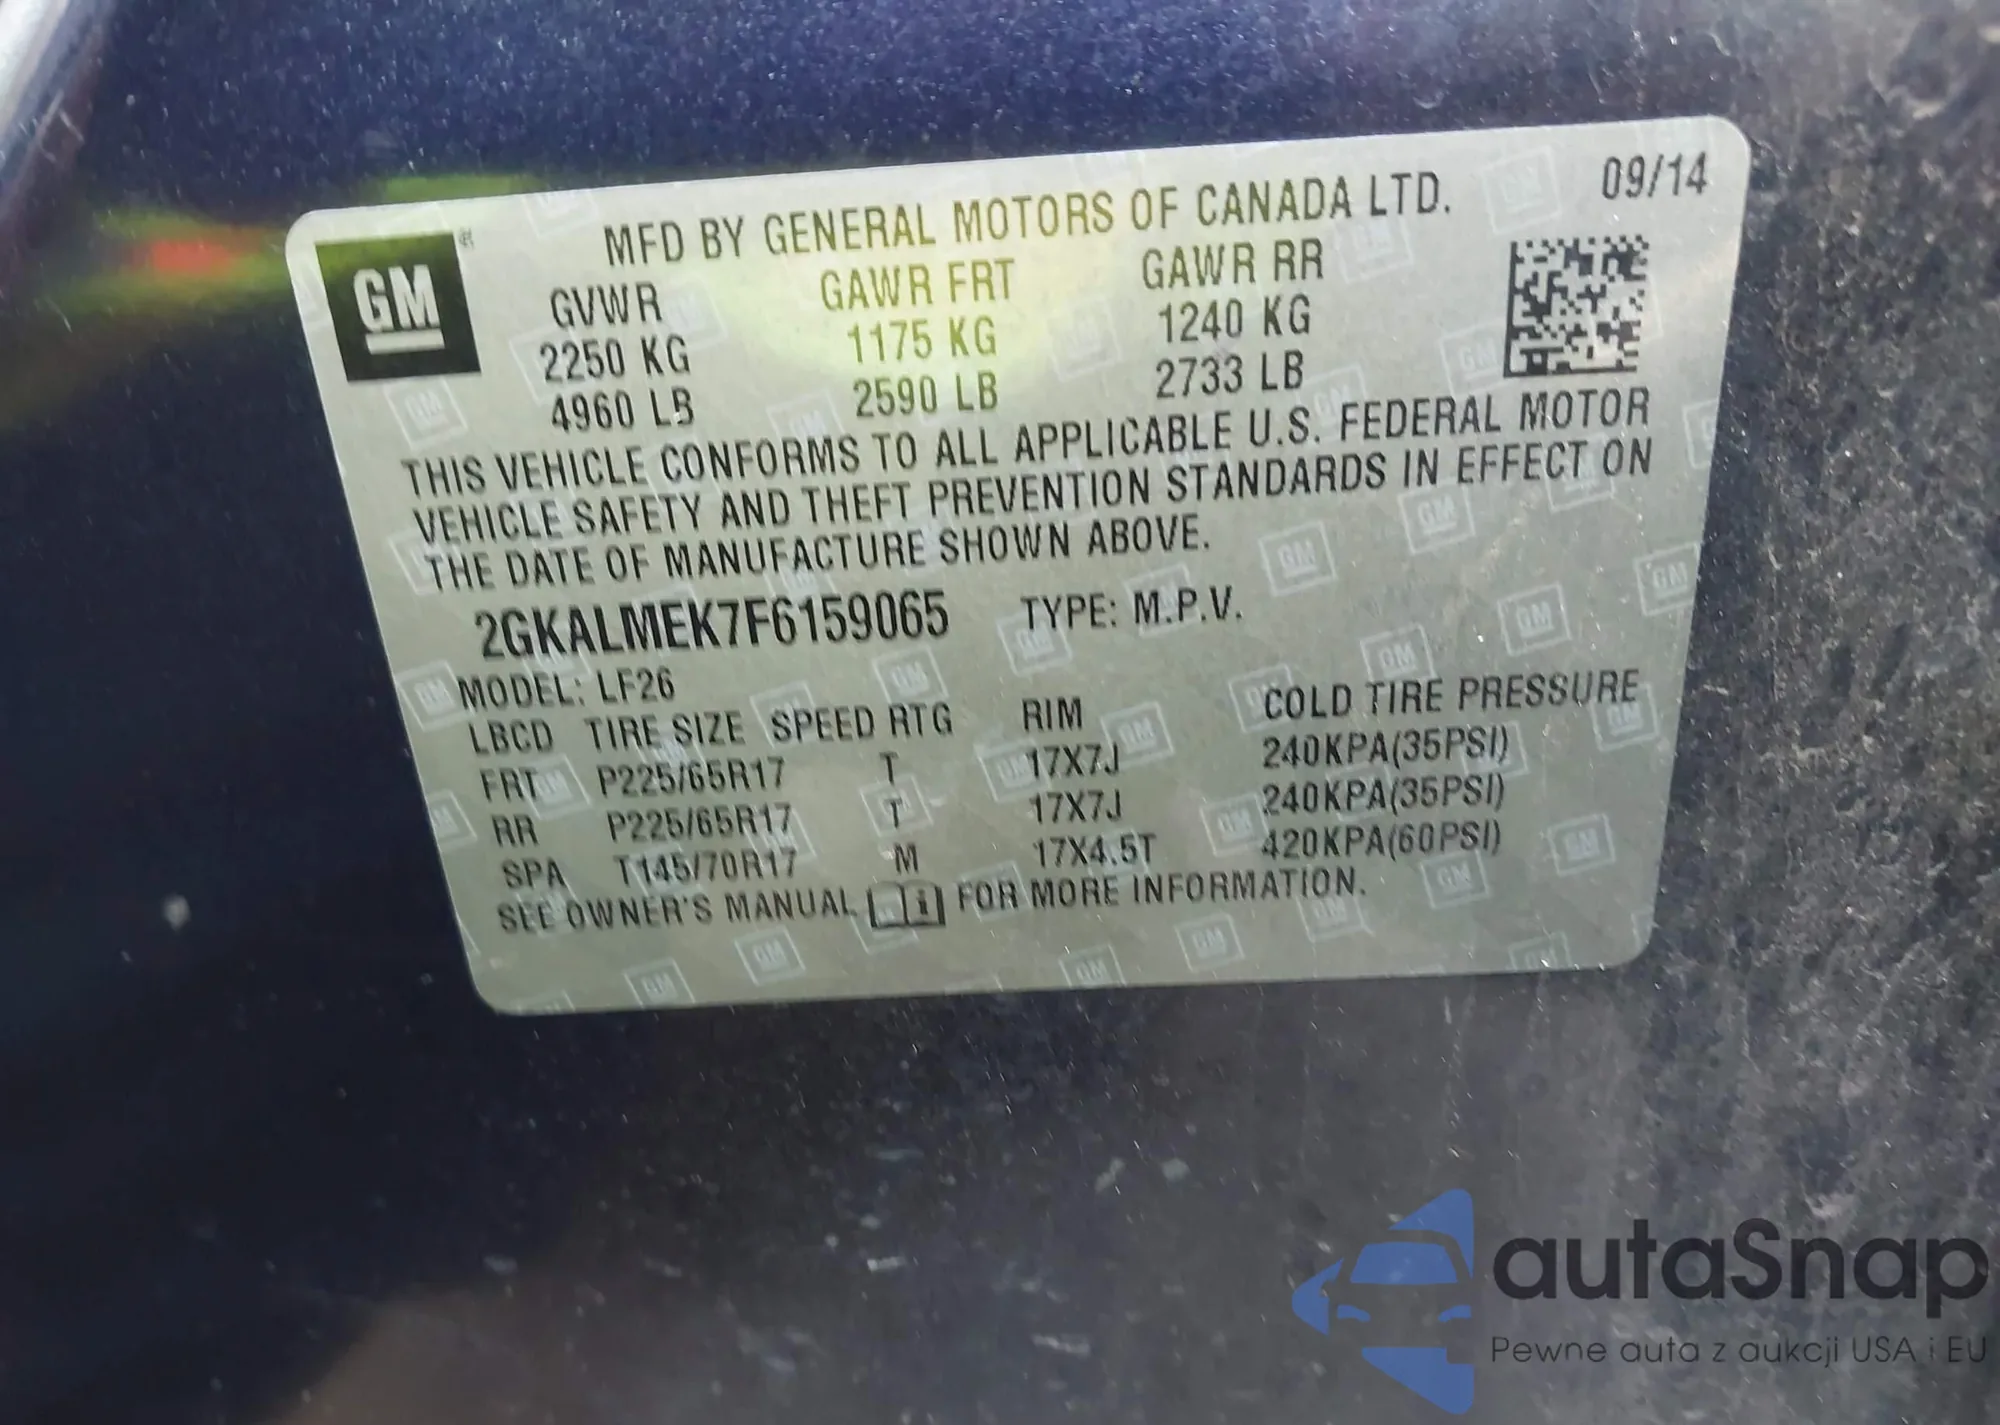 MFD BY GENERAL MOTORS OF CANADA LTD. 09/14
GM
GVWR GAWR FRT GAWR RR
2250 KG 1175 KG 1240 KG
4960 LB 2590 LB 2733 LB
THIS VEHICLE CONFORMS TO ALL APPLICABLE U.S. FEDERAL MOTOR
VEHICLE SAFETY AND THEFT PREVENTION STANDARDS IN EFFECT ON
THE DATE OF MANUFACTURE SHOWN ABOVE.
2GKALMEK7F6159065 TYPE: M.P.V.
MODEL: LF26
LBCD TIRE SIZE SPEED RTG RIM COLD TIRE PRESSURE
FRT P225/65R17 T 17X7J 240KPA(35PSI)
RR P225/65R17 T 17X7J 240KPA(35PSI)
SPA T145/70R17 M 17X4.5T 420KPA(60PSI)
SEE OWNER'S MANUAL i FOR MORE INFORMATION.
autaSnap
Pewne auta z aukcji USA i EU